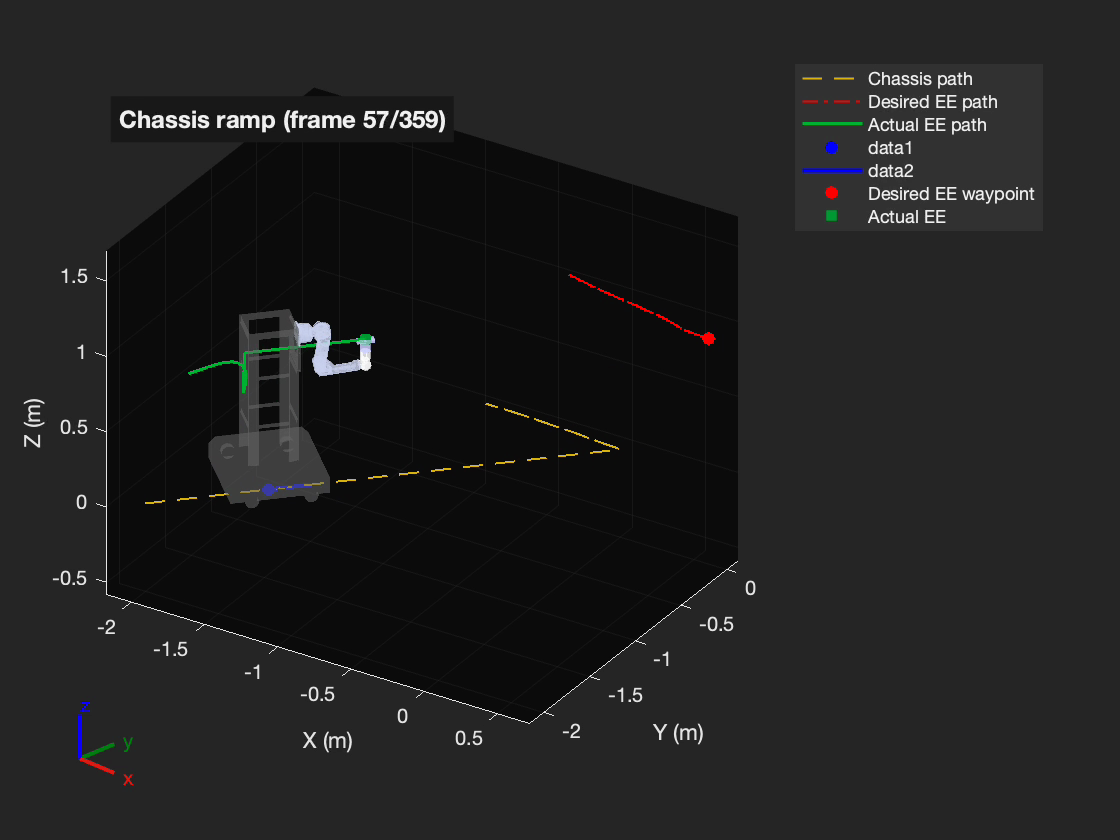 Chassis ramp (frame 57/359)
Chassis path
Desired EE path
Actual EE path
data1
data2
Desired EE waypoint
Actual EE
1.5
1
0.5
0
-0.5
Z (m)
-2
-1.5
-1
-0.5
0
0.5
X (m)
0
-0.5
-1
-1.5
-2
Y (m)
z
y
x